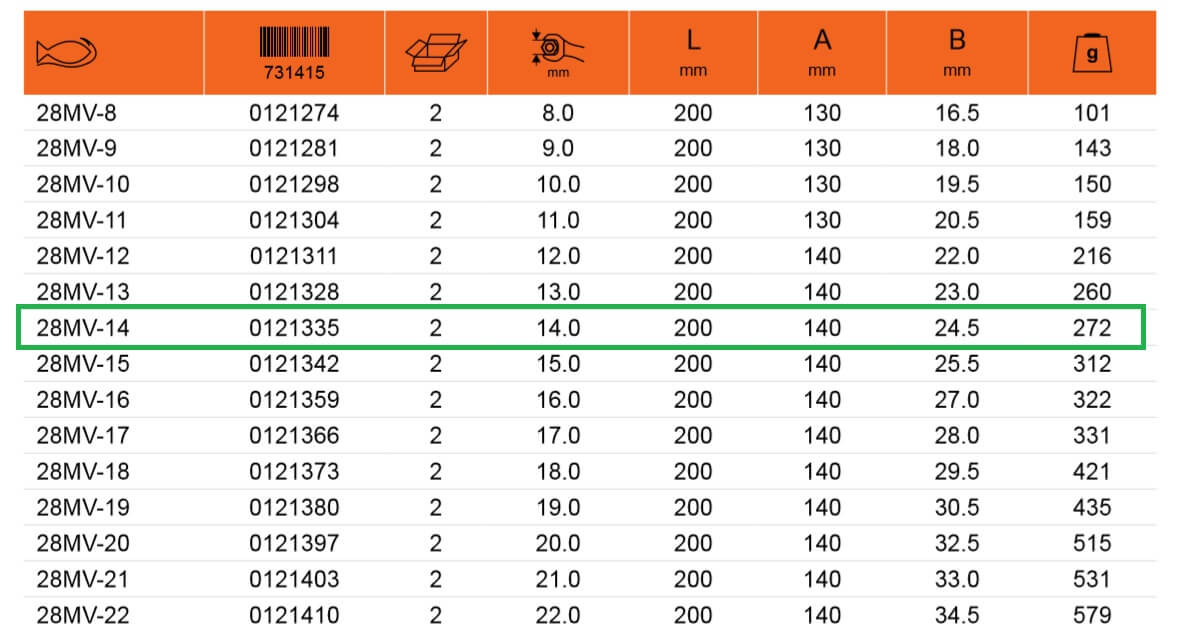 731415 mm L mm A mm B mm g
28MV-8 0121274 2 8.0 200 130 16.5 101
28MV-9 0121281 2 9.0 200 130 18.0 143
28MV-10 0121298 2 10.0 200 130 19.5 150
28MV-11 0121304 2 11.0 200 130 20.5 159
28MV-12 0121311 2 12.0 200 140 22.0 216
28MV-13 0121328 2 13.0 200 140 23.0 260
28MV-14 0121335 2 14.0 200 140 24.5 272
28MV-15 0121342 2 15.0 200 140 25.5 312
28MV-16 0121359 2 16.0 200 140 27.0 322
28MV-17 0121366 2 17.0 200 140 28.0 331
28MV-18 0121373 2 18.0 200 140 29.5 421
28MV-19 0121380 2 19.0 200 140 30.5 435
28MV-20 0121397 2 20.0 200 140 32.5 515
28MV-21 0121403 2 21.0 200 140 33.0 531
28MV-22 0121410 2 22.0 200 140 34.5 579